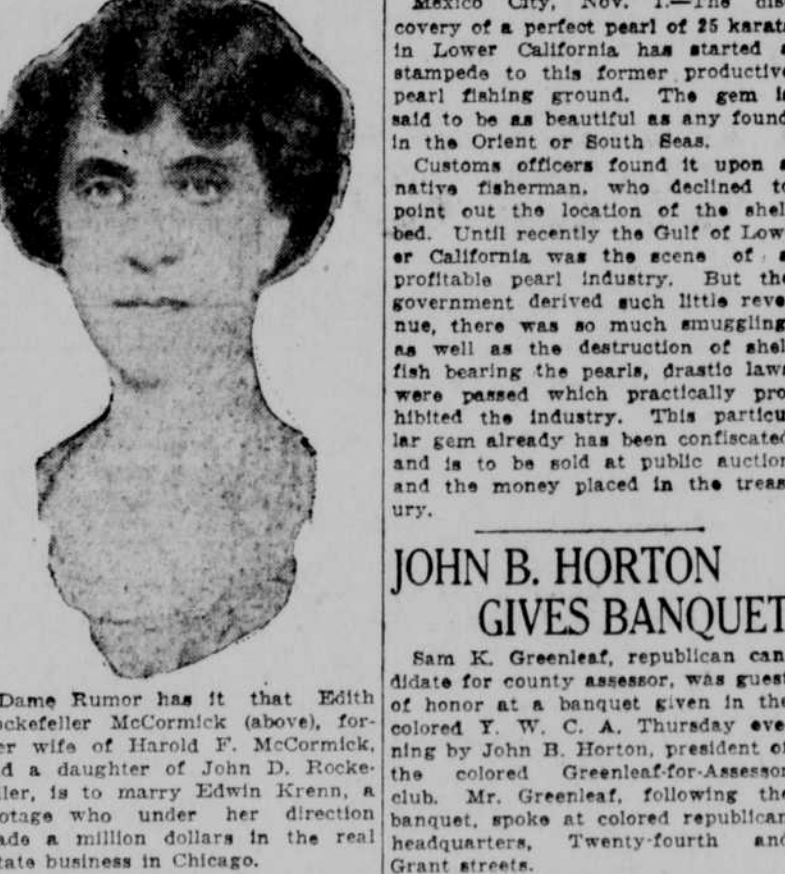 Dame Rumor has it that Edith
ockefeller McCormick (above), for-
er wife of Harold F. McCormick,
d a daughter of John D. Rocke-
ller, is to marry Edwin Krenn, a
otage who under her direction
ade a million dollars in the real
tate business in Chicago.
Mexico City, Nov. 1.—The dis
covery of a perfect pearl of 25 karats
in Lower California has started a
stampede to this former productive
pearl fishing ground. The gem is
said to be as beautiful as any found
in the Orient or South Seas.
Customs officers found it upon a
native fisherman, who declined to
point out the location of the shel
bed. Until recently the Gulf of Low
er California was the scene of a
profitable pearl industry. But the
government derived such little reve
nue, there was so much smuggling
as well as the destruction of shel
fish bearing the pearls, drastic laws
were passed which practically pro
hibited the industry. This particu
lar gem already has been confiscated
and is to be sold at public auction
and the money placed in the treas
ury.
JOHN B. HORTON
GIVES BANQUET
Sam K. Greenleaf, republican can
didate for county assessor, was guest
of honor at a banquet given in the
colored Y. W. C. A. Thursday eve
ning by John B. Horton, president of
the colored Greenleaf-for-Assessor
club. Mr. Greenleaf, following the
banquet, spoke at colored republican
headquarters, Twenty-fourth and
Grant streets.